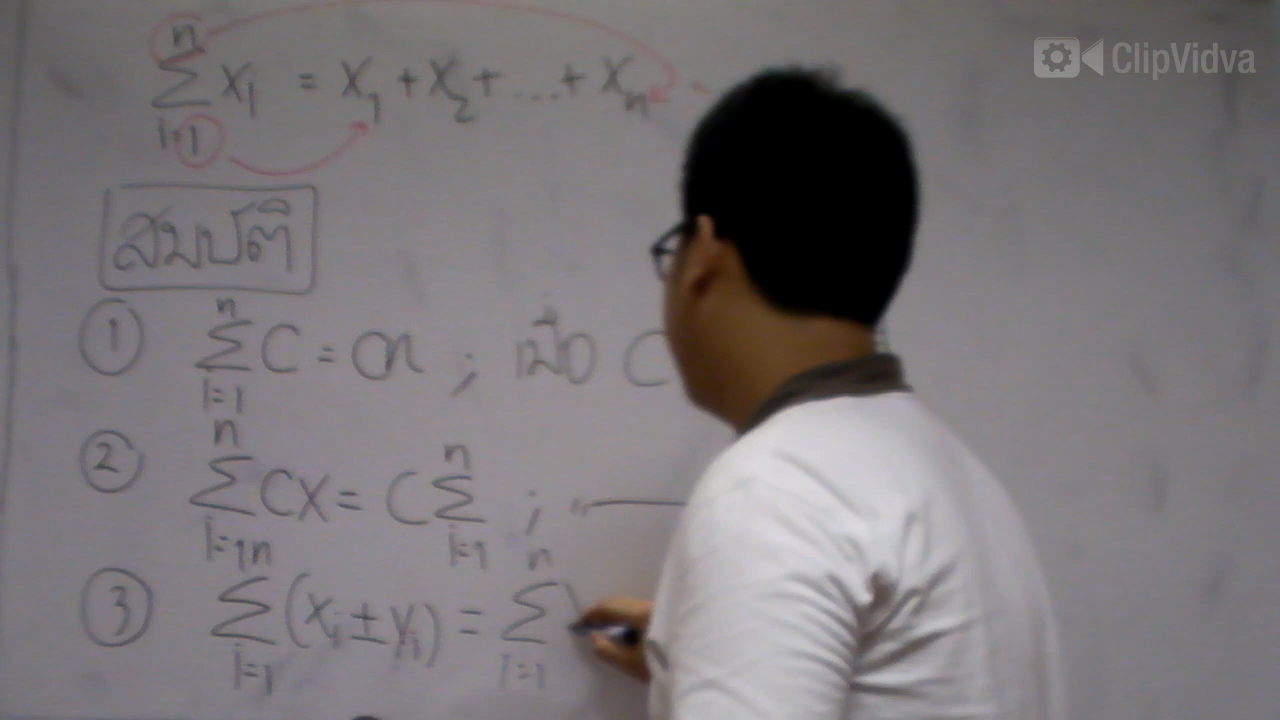 ClipVidva
n
∑ Xi = X1 + X2 + ... + Xn
i=1
สมบัติ
① n
∑ C = Cn ; เมื่อ C
i=1
② n n
∑ CX = C ∑ ; "
i=1 i=1
③ n n
∑ (Xi ± Yi) = ∑
i=1 i=1